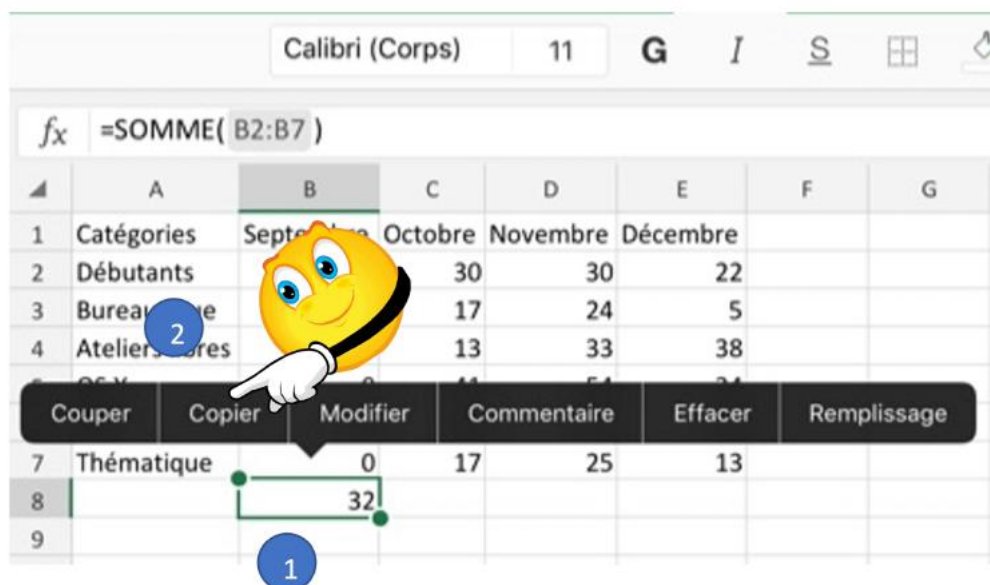 Calibri (Corps) 11 G I S
fx =SOMME( B2:B7 )
A B C D E F G
1 Catégories Octobre Novembre Décembre
2 Débutants 30 30 22
3 17 24 5
4 Ateliers 13 33 38
2
Couper Copier Modifier Commentaire Effacer Remplissage
7 Thématique 0 17 25 13
8 32
9
1